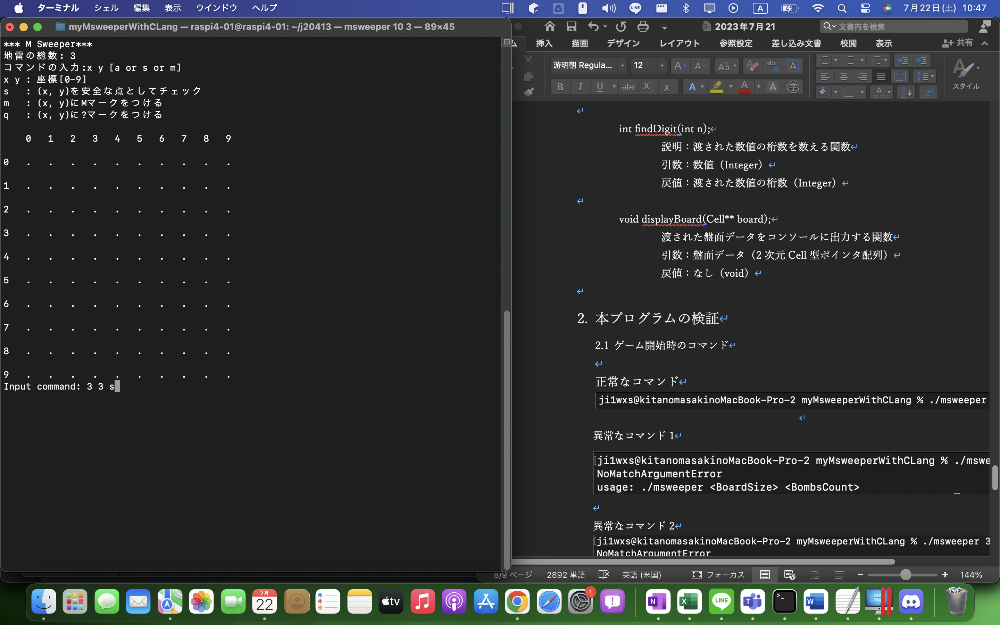 ターミナル シェル 編集 表示 ウインドウ ヘルプ LINE A 7月22日(土) 10:47
myMsweeperWithCLang — raspi4-01@raspi4-01: ~/j20413 — msweeper 10 3 — 89×45
*** M Sweeper***
地雷の総数: 3
コマンドの入力:x y [a or s or m]
x y : 座標[0-9]
s : (x, y)を安全な点としてチェック
m : (x, y)にMマークをつける
q : (x, y)に?マークをつける
0 1 2 3 4 5 6 7 8 9
0 . . . . . . . . . .
1 . . . . . . . . . .
2 . . . . . . . . . .
3 . . . . . . . . . .
4 . . . . . . . . . .
5 . . . . . . . . . .
6 . . . . . . . . . .
7 . . . . . . . . . .
8 . . . . . . . . . .
9 . . . . . . . . . .
Input command: 3 3 s
2023年7月21 文書内を検索
ム 挿入 描画 デザイン レイアウト 参照設定 差し込み文書 校閲 表示 共有
游明朝 Regula... 12 A A Aa A abc A A
B I U abc X2 X2 A A A 字 A A Z スタイル
int findDigit(int n);
説明：渡された数値の桁数を数える関数
引数：数値（Integer）
戻値：渡された数値の桁数（Integer）
void displayBoard(Cell** board);
渡された盤面データをコンソールに出力する関数
引数：盤面データ（2 次元 Cell 型ポインタ配列）
戻値：なし（void）
2. 本プログラムの検証
2.1 ゲーム開始時のコマンド
正常なコマンド
ji1wxs@kitanomasakinoMacBook-Pro-2 myMsweeperWithCLang % ./msweeper
異常なコマンド 1
[ji1wxs@kitanomasakinoMacBook-Pro-2 myMsweeperWithCLang % ./mswe
NoMatchArgumentError
usage: ./msweeper <BoardSize> <BombsCount>
異常なコマンド 2
[ji1wxs@kitanomasakinoMacBook-Pro-2 myMsweeperWithCLang % ./msweeper 3
NoMatchArgumentError
8/9 ページ 2892 単語 英語 (米国) フォーカス 144%
7月 22 tv 1 N X LINE T >_ W